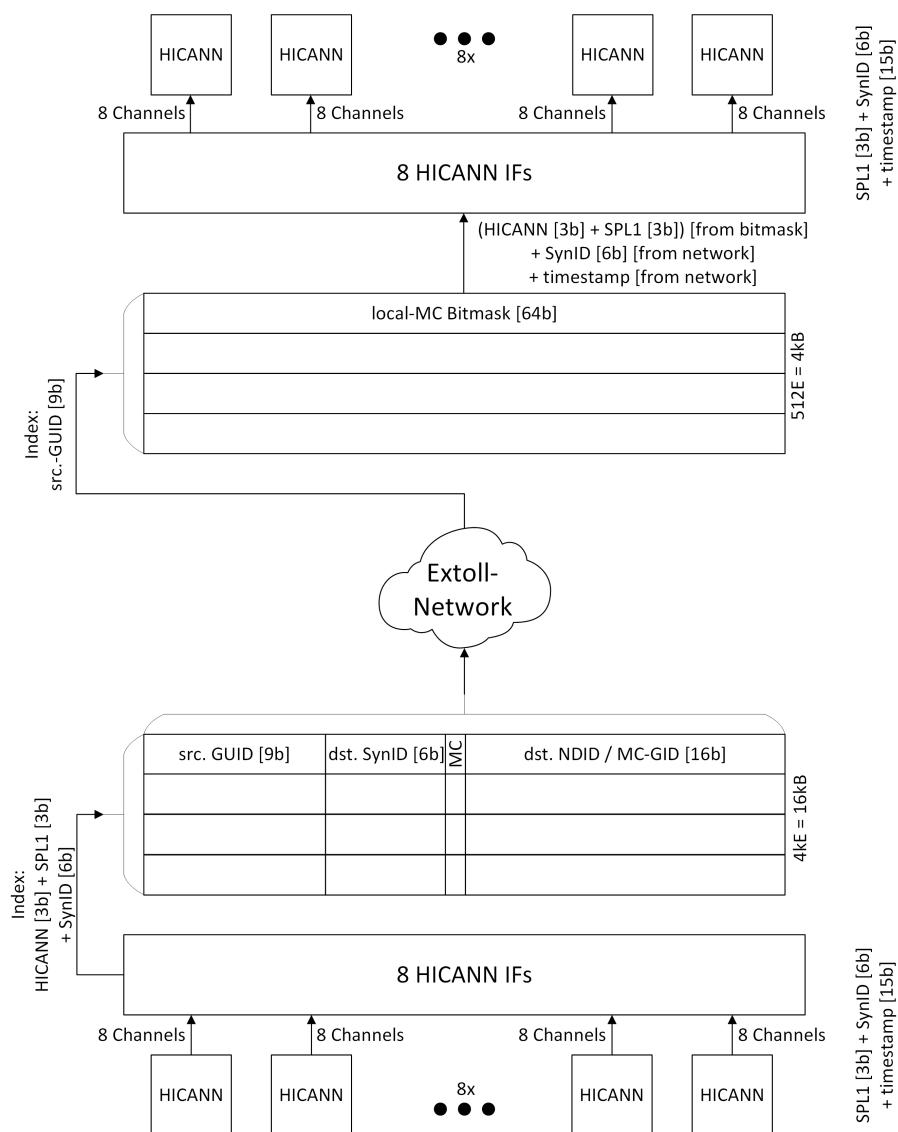 HICANN
HICANN
8x
HICANN
HICANN
8 Channels
8 Channels
8 Channels
8 Channels
SPL1 [3b] + SynID [6b]
+ timestamp [15b]
8 HICANN IFs
(HICANN [3b] + SPL1 [3b]) [from bitmask]
+ SynID [6b] [from network]
+ timestamp [from network]
local-MC Bitmask [64b]
512E = 4kB
Index:
src.-GUID [9b]
Extoll-
Network
src. GUID [9b]
dst. SynID [6b]
MC
dst. NDID / MC-GID [16b]
4kE = 16kB
Index:
HICANN [3b] + SPL1 [3b]
+ SynID [6b]
8 HICANN IFs
8 Channels
8 Channels
8 Channels
8 Channels
HICANN
HICANN
8x
HICANN
HICANN
SPL1 [3b] + SynID [6b]
+ timestamp [15b]